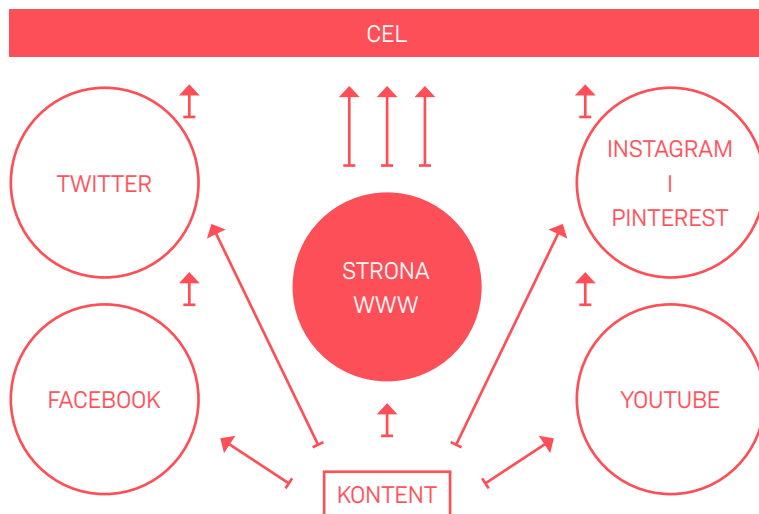 CEL
TWITTER
INSTAGRAM
I
PINTEREST
STRONA
WWW
FACEBOOK
YOUTUBE
KONTENT